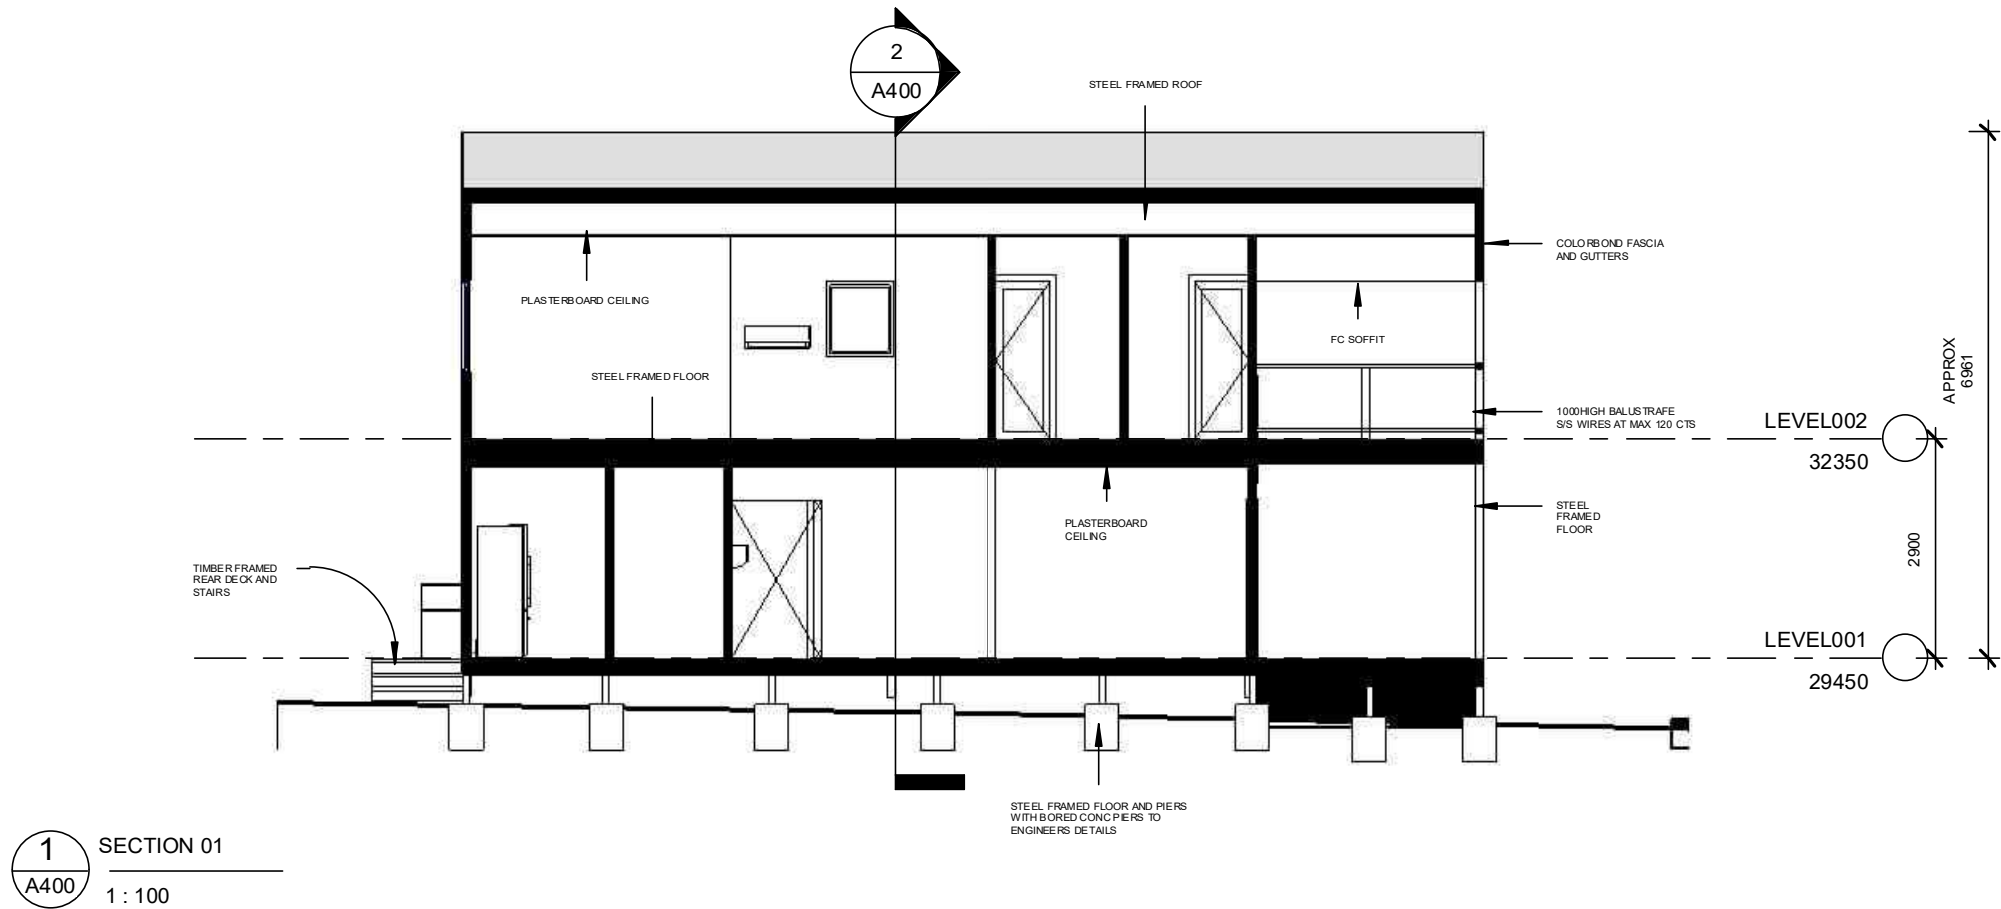 2
A400
STEEL FRAMED ROOF
COLORBOND FASCIA
AND GUTTERS
PLASTERBOARD CEILING
FC SOFFIT
STEEL FRAMED FLOOR
APPROX
6961
1000HIGH BALUSTRAFE
S/S WIRES AT MAX 120 CTS
LEVEL002
32350
STEEL
FRAMED
FLOOR
PLASTERBOARD
CEILING
2900
TIMBER FRAMED
REAR DECK AND
STAIRS
LEVEL001
29450
STEEL FRAMED FLOOR AND PIERS
WITH BORED CONC PIERS TO
ENGINEERS DETAILS
1
A400
SECTION 01
1 : 100